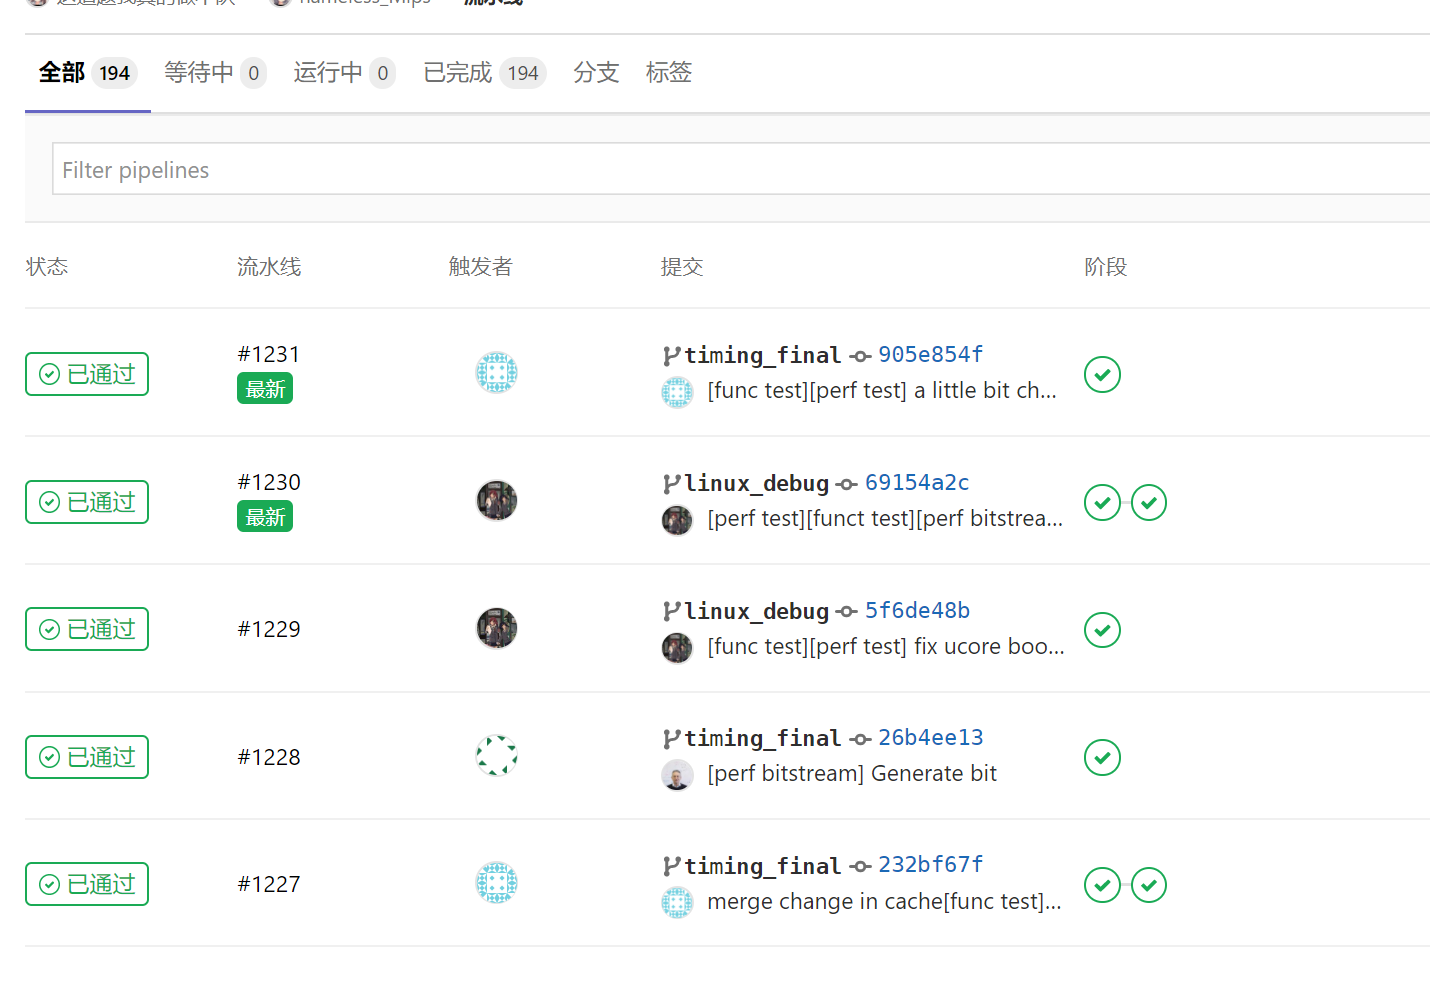 nameless_Mips 流水线
全部 194 等待中 0 运行中 0 已完成 194 分支 标签
Filter pipelines
状态 流水线 触发者 提交 阶段
已通过 #1231 最新 timing_final 905e854f
[func test][perf test] a little bit ch...
已通过 #1230 最新 linux_debug 69154a2c
[perf test][funct test][perf bitstrea...
已通过 #1229 linux_debug 5f6de48b
[func test][perf test] fix ucore boo...
已通过 #1228 timing_final 26b4ee13
[perf bitstream] Generate bit
已通过 #1227 timing_final 232bf67f
merge change in cache[func test]...